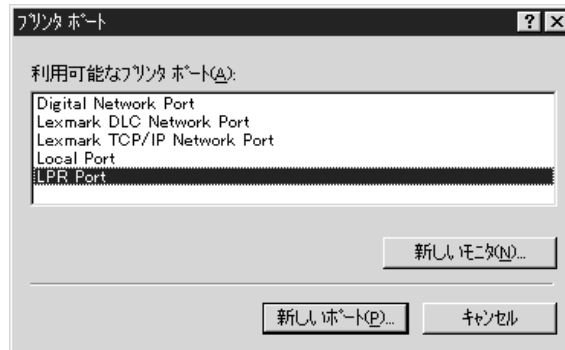 プリンタ ポート
利用可能なプリンタ ポート(A):
Digital Network Port
Lexmark DLC Network Port
Lexmark TCP/IP Network Port
Local Port
LPR Port
新しいモニタ(N)...
新しいポート(P)...
キャンセル